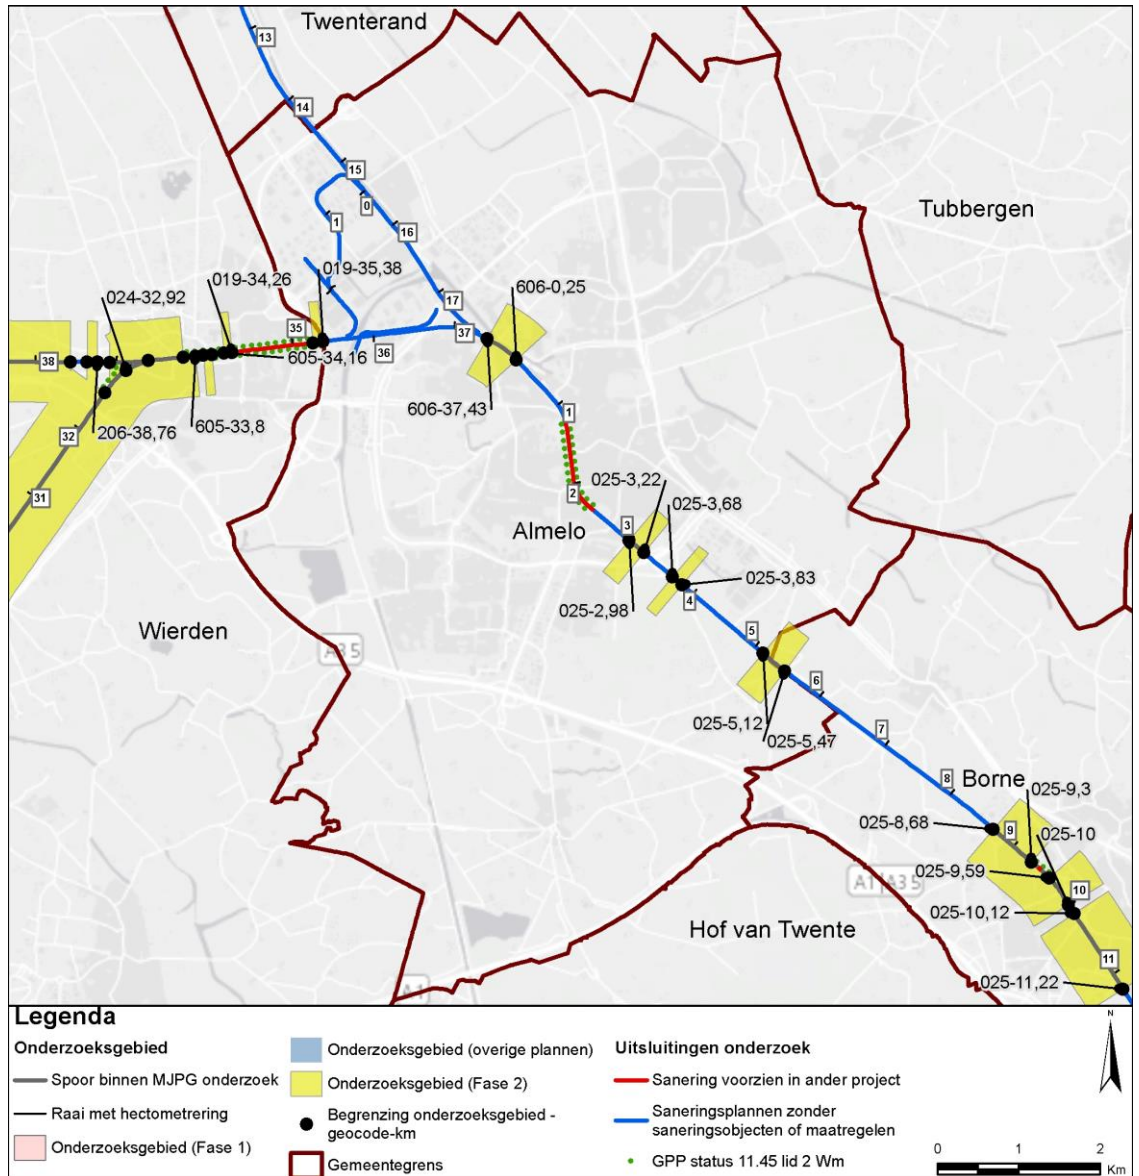 Twenterand
13
14
15
0
1
16
Tubbergen
019-35,38
019-34,26
606-0,25
024-32,92
17
35
37
36
38
605-34,16
606-37,43
206-38,76
605-33,8
1
32
31
2
025-3,22
025-3,68
3
Almelo
025-3,83
4
025-2,98
Wierden
5
A35
6
025-5,12
025-5,47
7
8
Borne
025-9,3
025-8,68
9
025-10
A1|A35
025-9,59
10
025-10,12
Hof van Twente
11
A1
025-11,22
Legenda
Onderzoeksgebied
Spoor binnen MJPG onderzoek
Raai met hectometrering
Onderzoeksgebied (Fase 1)
Onderzoeksgebied (overige plannen)
Onderzoeksgebied (Fase 2)
Begrenzing onderzoeksgebied -
geocode-km
Gemeentegrens
Uitsluitingen onderzoek
Sanering voorzien in ander project
Saneringsplannen zonder
saneringsobjecten of maatregelen
GPP status 11.45 lid 2 Wm
N
0 1 2
Km